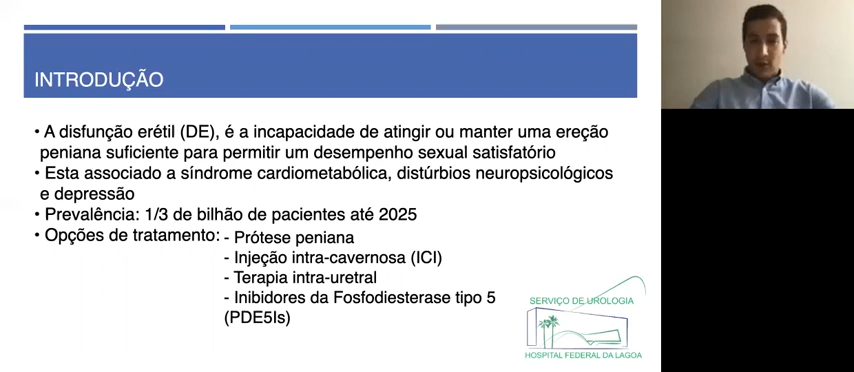 INTRODUÇÃO
• A disfunção erétil (DE), é a incapacidade de atingir ou manter uma ereção
peniana suficiente para permitir um desempenho sexual satisfatório
• Esta associado a síndrome cardiometabólica, distúrbios neuropsicológicos
e depressão
• Prevalência: 1/3 de bilhão de pacientes até 2025
• Opções de tratamento:
- Prótese peniana
- Injeção intra-cavernosa (ICI)
- Terapia intra-uretral
- Inibidores da Fosfodiesterase tipo 5
(PDE5Is)
SERVIÇO DE UROLOGIA
HOSPITAL FEDERAL DA LAGOA